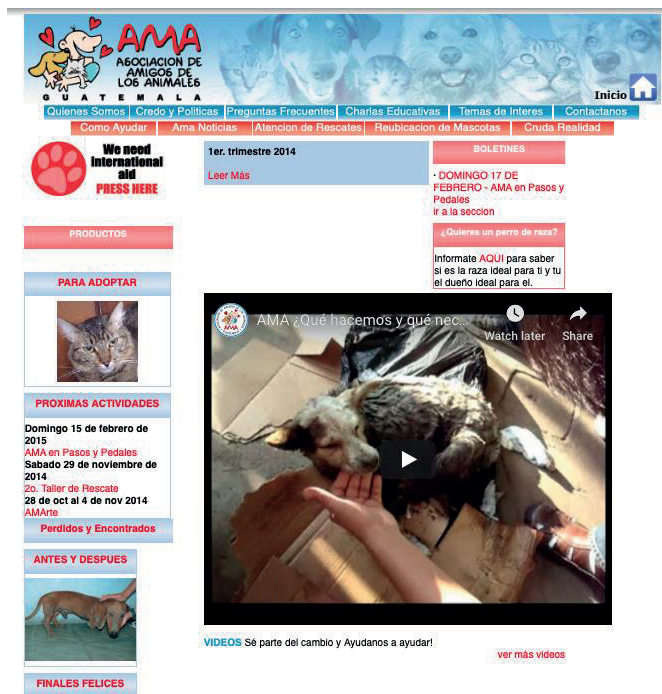 AMA
ASOCIACION DE
AMIGOS DE
LOS ANIMALES
GUATEMALA
Inicio
Quienes Somos
Credo y Politicas
Preguntas Frecuentes
Charlas Educativas
Temas de Interes
Contactanos
Como Ayudar
Ama Noticias
Atencion de Rescates
Reubicacion de Mascotas
Cruda Realidad
We need
international
aid
PRESS HERE
PRODUCTOS
PARA ADOPTAR
PROXIMAS ACTIVIDADES
Domingo 15 de febrero de
2015
AMA en Pasos y Pedales
Sabado 29 de noviembre de
2014
2o. Taller de Rescate
28 de oct al 4 de nov 2014
AMArte
Perdidos y Encontrados
ANTES Y DESPUES
FINALES FELICES
1er. trimestre 2014
Leer Más
BOLETINES
· DOMINGO 17 DE
FEBRERO - AMA en Pasos y
Pedales
ir a la seccion
¿Quieres un perro de raza?
Informate AQUI para saber
si es la raza ideal para ti y tu
el dueño ideal para el.
AMA
AMA ¿Qué hacemos y qué nec...
Watch later
Share
VIDEOS Sé parte del cambio y Ayudanos a ayudar!
ver más videos